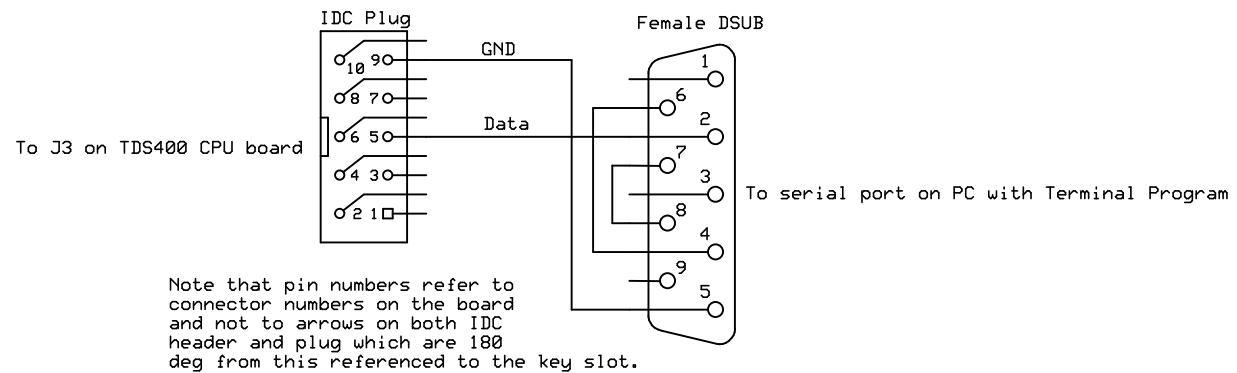 IDC Plug
Female DSUB
GND
10 9
8 7
6 5
4 3
2 1
Data
1
6
2
7
3
8
4
9
5
To J3 on TDS400 CPU board
To serial port on PC with Terminal Program
Note that pin numbers refer to
connector numbers on the board
and not to arrows on both IDC
header and plug which are 180
deg from this referenced to the key slot.